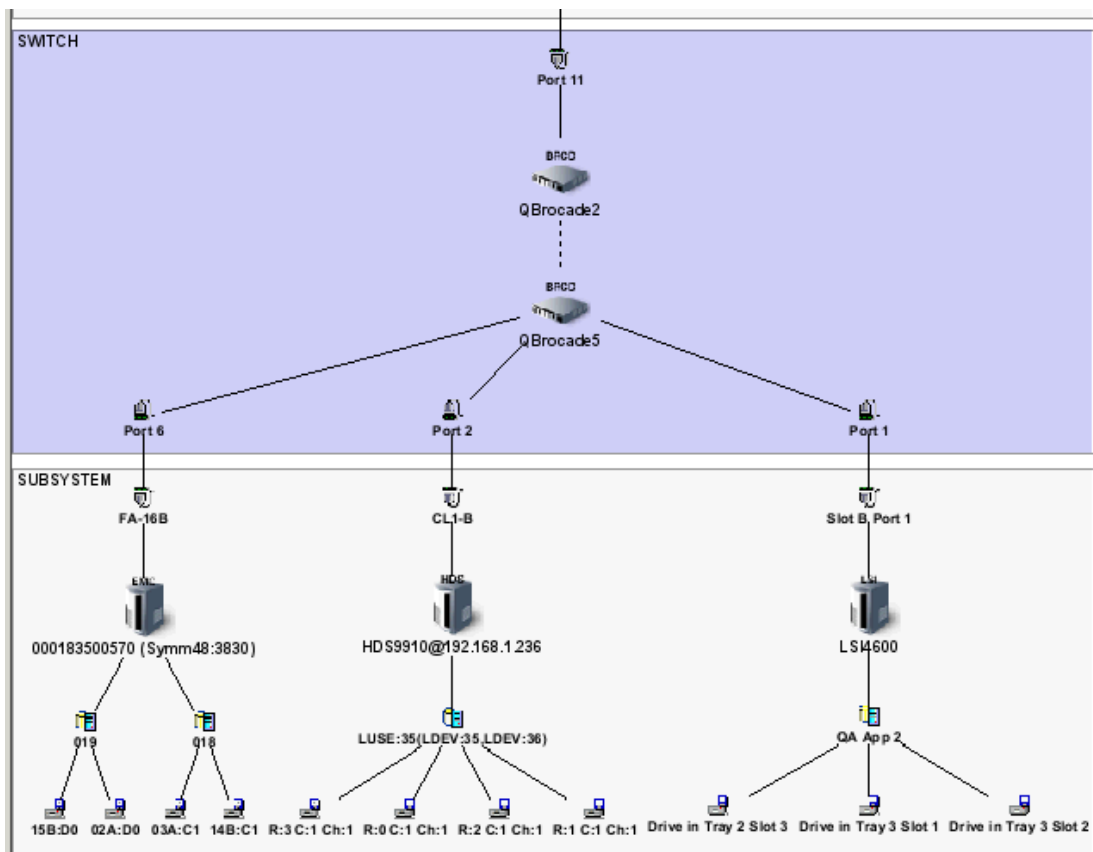 SWITCH
Port 11
BRCD
QBrocade2
BRCD
QBrocade5
Port 6
Port 2
Port 1
SUBSYSTEM
FA-16B
CL1-B
Slot B, Port 1
EMC
HDS
LSI
000183500570 (Symm48:3830)
HDS9910@192.168.1.236
LSI4600
019
018
LUSE:35(LDEV:35,LDEV:36)
QA App 2
15B:D0
02A:D0
03A:C1
14B:C1
R:3 C:1 Ch:1
R:0 C:1 Ch:1
R:2 C:1 Ch:1
R:1 C:1 Ch:1
Drive in Tray 2 Slot 3
Drive in Tray 3 Slot 1
Drive in Tray 3 Slot 2